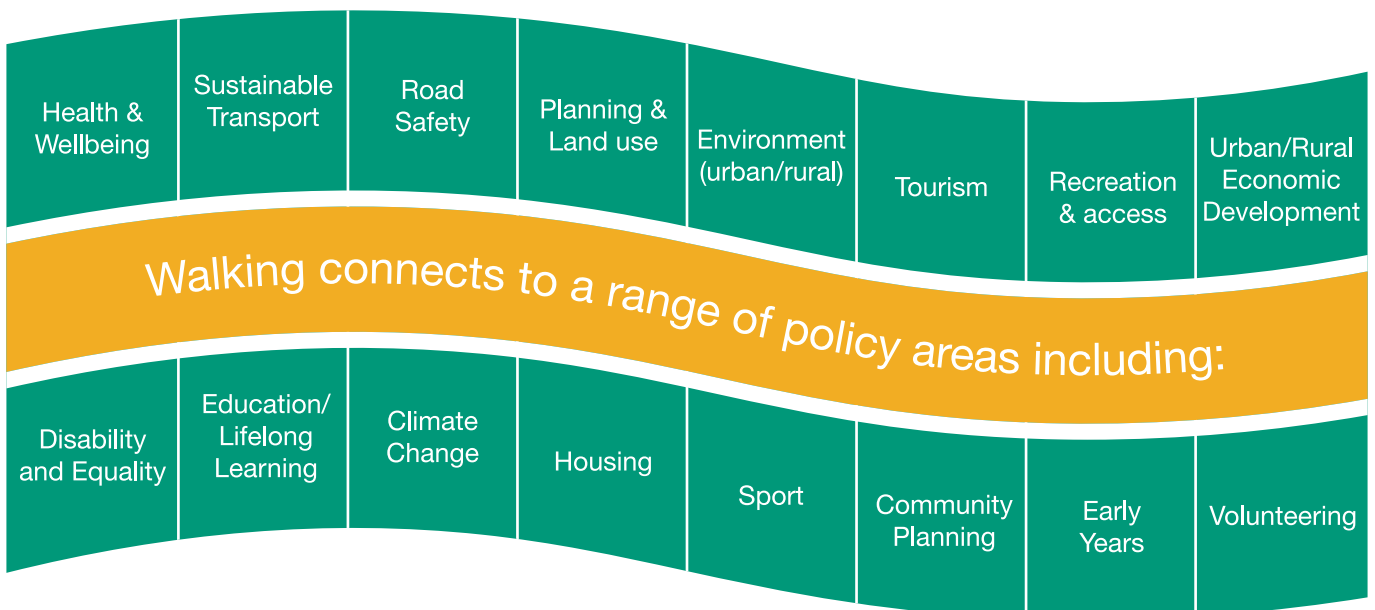 Health &
Wellbeing
Sustainable
Transport
Road
Safety
Planning &
Land use
Environment
(urban/rural)
Tourism
Recreation
& access
Urban/Rural
Economic
Development
Walking connects to a range of policy areas including:
Disability
and Equality
Education/
Lifelong
Learning
Climate
Change
Housing
Sport
Community
Planning
Early
Years
Volunteering